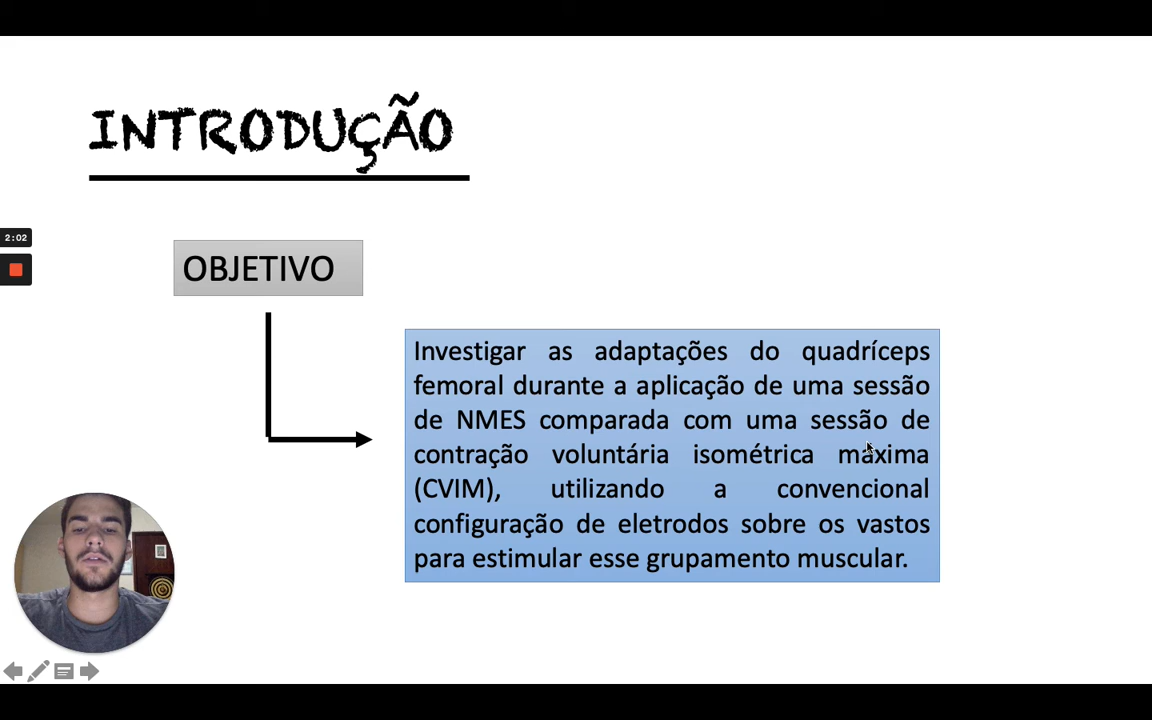 INTRODUÇÃO
2:02
OBJETIVO
Investigar as adaptações do quadríceps
femoral durante a aplicação de uma sessão
de NMES comparada com uma sessão de
contração voluntária isométrica máxima
(CVIM), utilizando a convencional
configuração de eletrodos sobre os vastos
para estimular esse grupamento muscular.